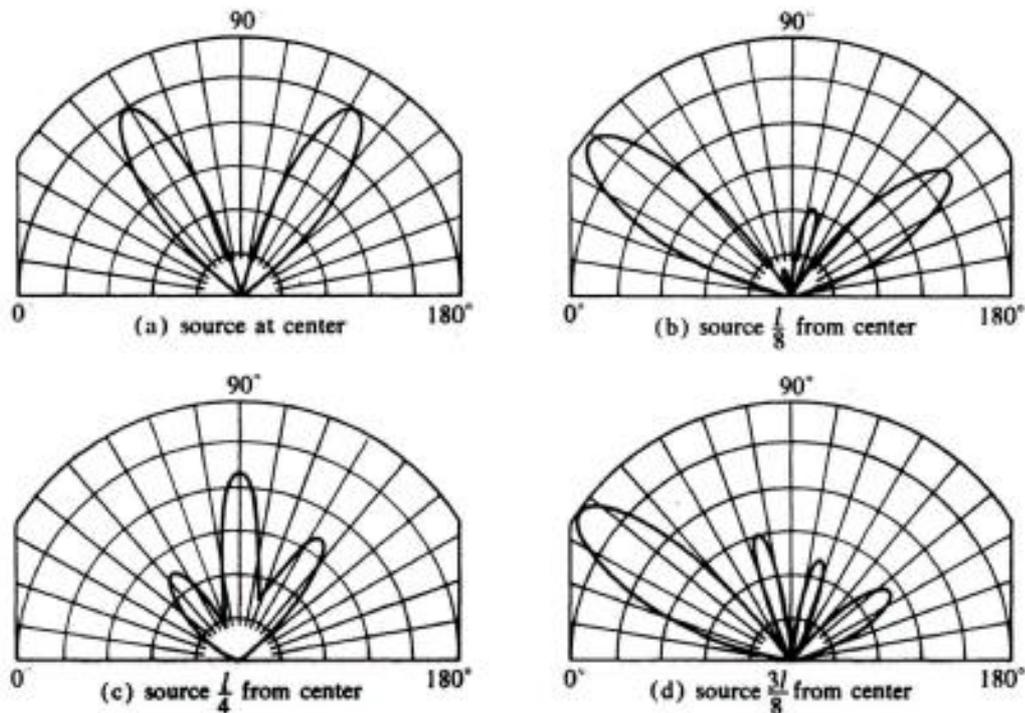 90° 90°
0 180° 0° 180°
(a) source at center (b) source l/8 from center
90° 90°
0° 180° 0° 180°
(c) source l/4 from center (d) source 3l/8 from center